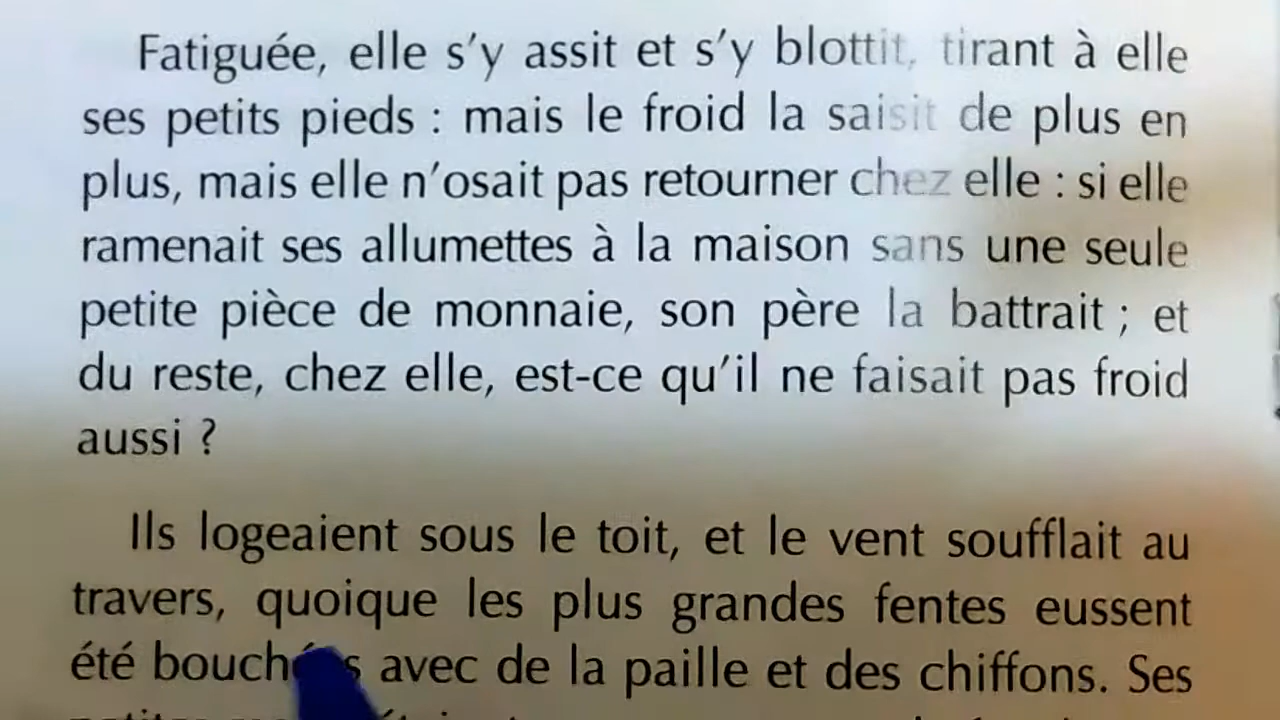 Fatiguée, elle s’y assit et s’y blottit, tirant à elle
ses petits pieds : mais le froid la saisit de plus en
plus, mais elle n’osait pas retourner chez elle : si elle
ramenait ses allumettes à la maison sans une seule
petite pièce de monnaie, son père la battrait ; et
du reste, chez elle, est-ce qu’il ne faisait pas froid
aussi ?
Ils logeaient sous le toit, et le vent soufflait au
travers, quoique les plus grandes fentes eussent
été avec de la paille et des chiffons. Ses